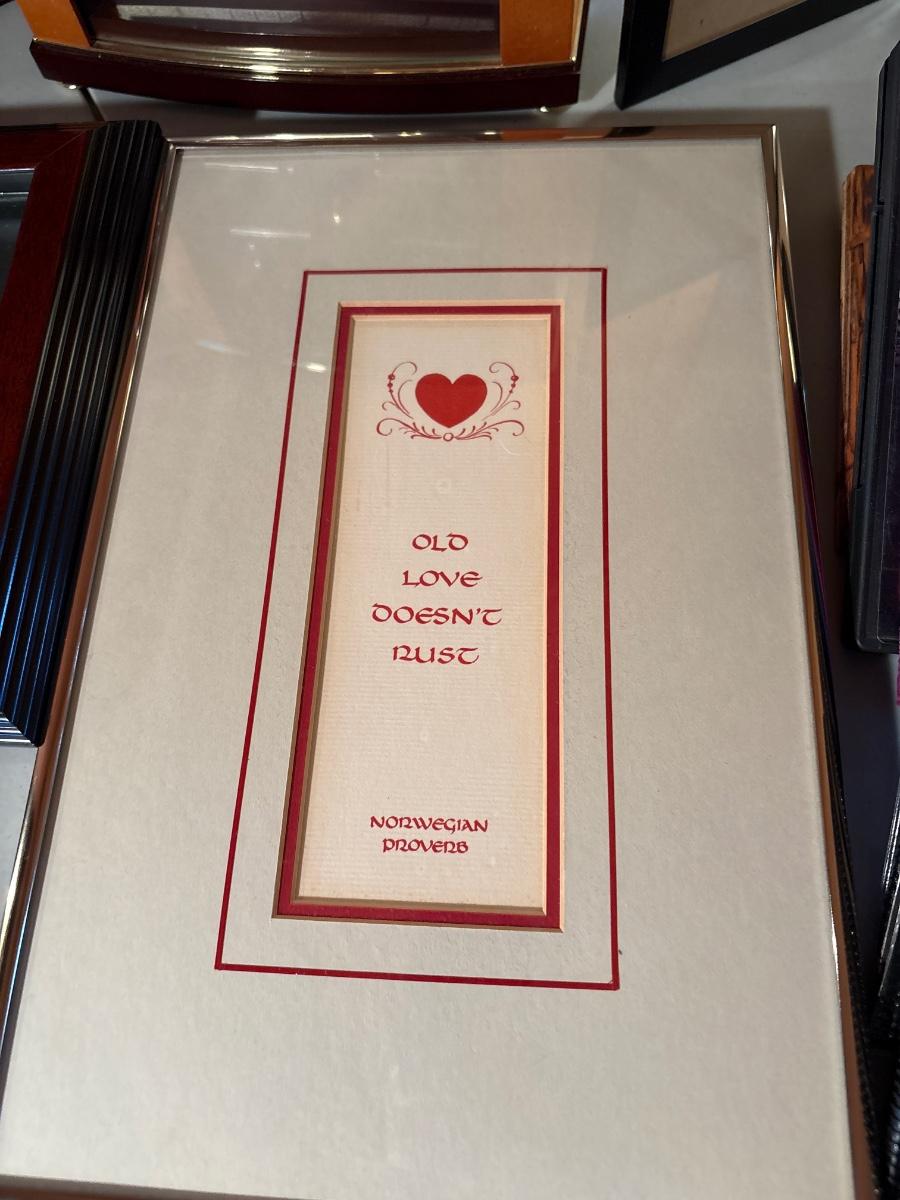 OLD
LOVE
DOESN'T
RUST
NORWEGIAN
PROVERB